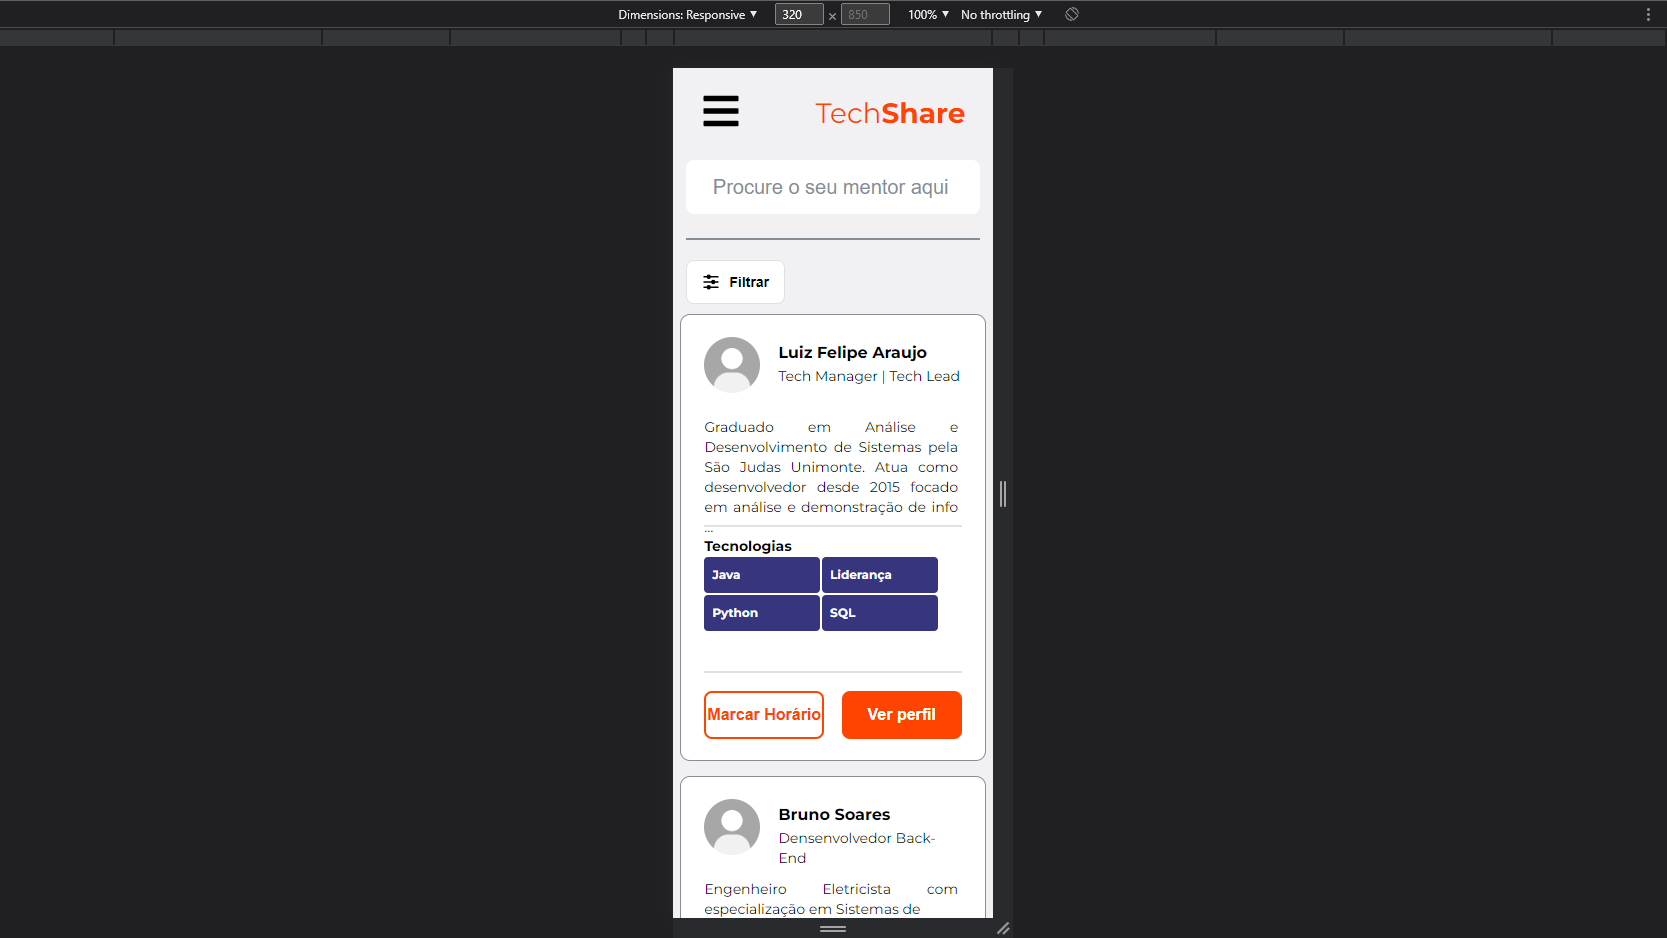 Dimensions: Responsive ▼ 320 × 850 100% ▼ No throttling ▼
TechShare
Procure o seu mentor aqui
Filtrar
Luiz Felipe Araujo
Tech Manager | Tech Lead
Graduado em Análise e
Desenvolvimento de Sistemas pela
São Judas Unimonte. Atua como
desenvolvedor desde 2015 focado
em análise e demonstração de info
...
Tecnologias
Java Liderança
Python SQL
Marcar Horário Ver perfil
Bruno Soares
Densenvolvedor Back-
End
Engenheiro Eletricista com
especialização em Sistemas de